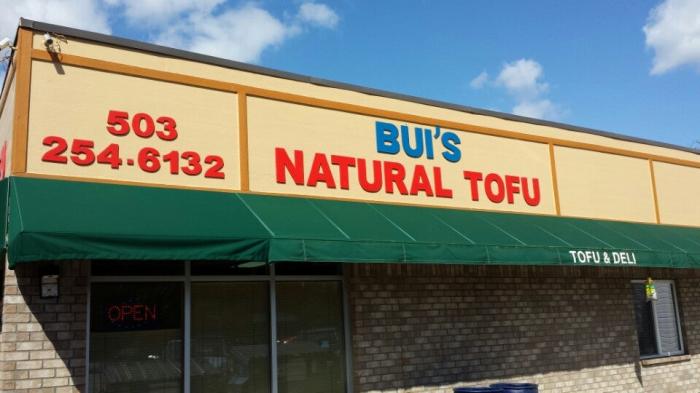 503
254.6132
BUI'S
NATURAL TOFU
TOFU & DELI
OPEN